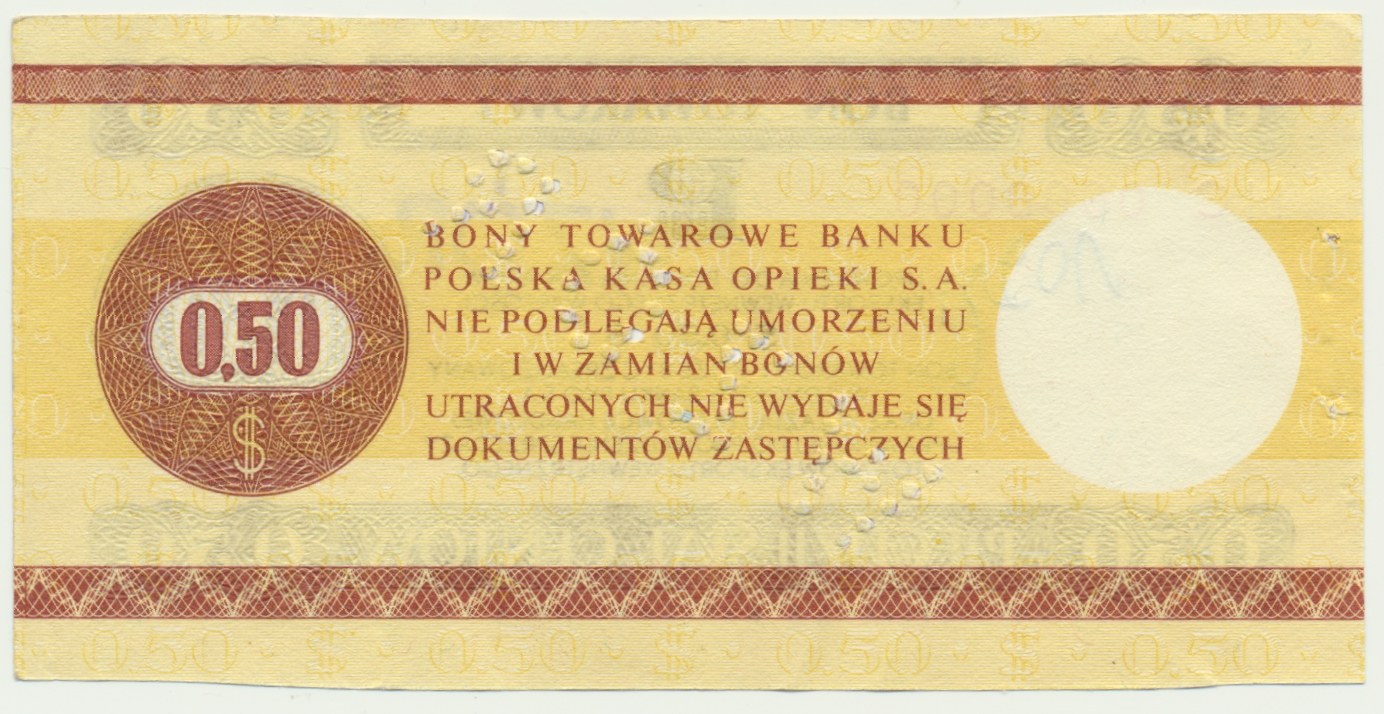 0,50
$
BONY TOWAROWE BANKU
POLSKA KASA OPIEKI S.A.
NIE PODLEGAJĄ UMORZENIU
I W ZAMIAN BONÓW
UTRACONYCH NIE WYDAJE SIĘ
DOKUMENTÓW ZASTĘPCZYCH